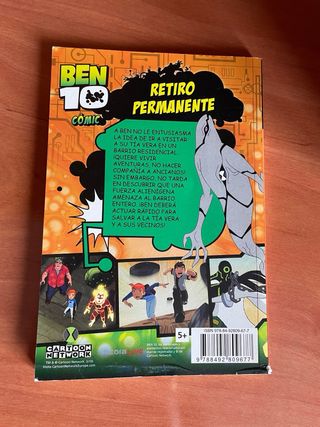 BEN
10
COMIC
RETIRO
PERMANENTE
A BEN NO LE ENTUSIASMA
LA IDEA DE IR A VISITAR
A SU TÍA VERA EN UN
BARRIO RESIDENCIAL.
¡QUIERE VIVIR
AVENTURAS, NO HACER
COMPAÑÍA A ANCIANOS!
SIN EMBARGO, NO TARDA
EN DESCUBRIR QUE UNA
FUERZA ALIENÍGENA
AMENAZA AL BARRIO
ENTERO. ¡BEN DEBERÁ
ACTUAR RÁPIDO PARA
SALVAR A LA TÍA VERA
Y A SUS VECINOS!
5+
CARTOON
NETWORK
9788492809677